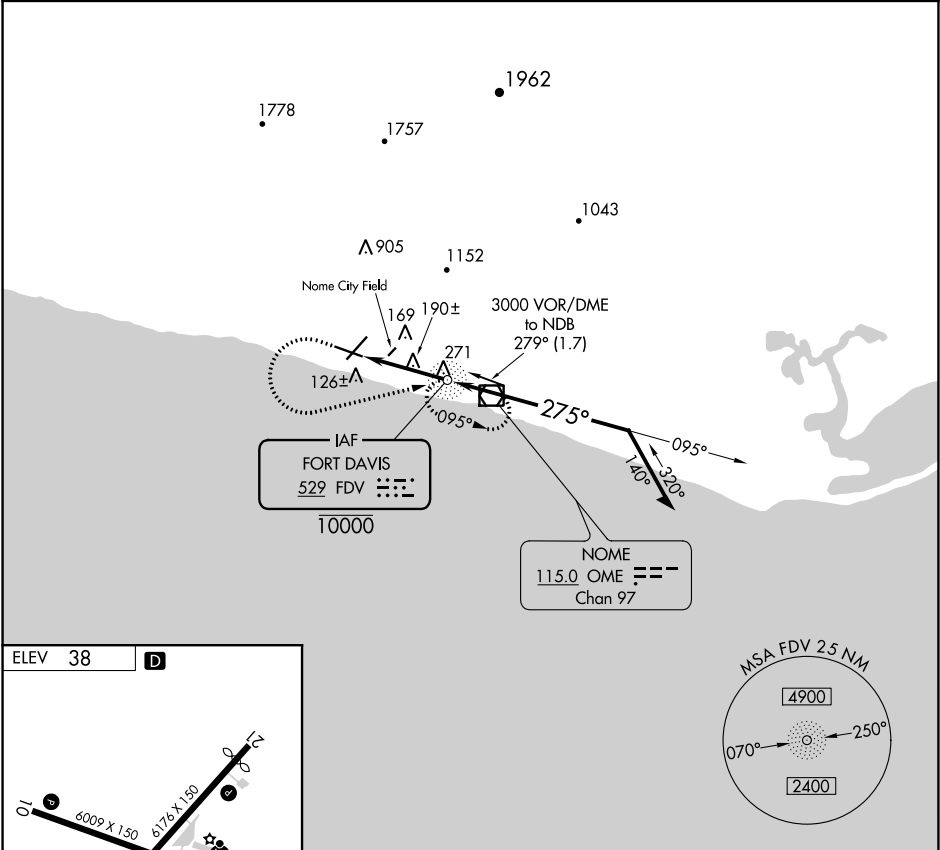 1962
1778
1757
1043
905
1152
Nome City Field
169
190±
3000 VOR/DME
to NDB
279° (1.7)
271
126±
095°
275°
095°
140°
320°
IAF
FORT DAVIS
529 FDV
10000
NOME
115.0 OME
Chan 97
ELEV 38 D
MSA FDV 25 NM
4900
070°
250°
2400
21
10
P
P
6009 X 150
6176 X 150